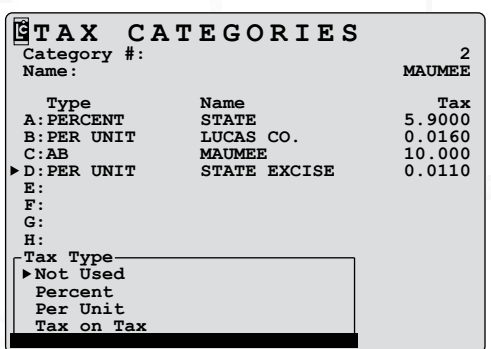 TAX CATEGORIES
Category #: 2
Name: MAUMEE
Type Name Tax
A:PERCENT STATE 5.9000
B:PER UNIT LUCAS CO. 0.0160
C:AB MAUMEE 10.000
▶D:PER UNIT STATE EXCISE 0.0110
E:
F:
G:
H:
Tax Type
▶Not Used
Percent
Per Unit
Tax on Tax